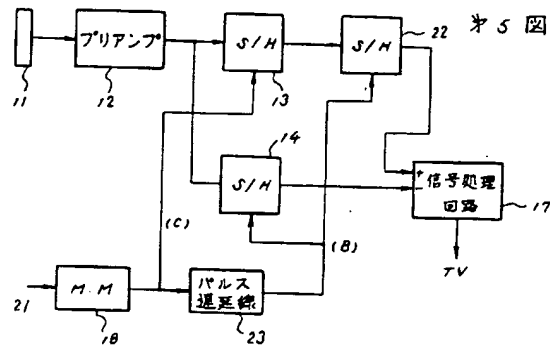 第5図
プリアンプ
S/H
S/H
22
11
12
13
14
S/H
+
-
信号処理
回路
17
(C)
(B)
TV
21
M.M
18
パルス
遅延線
23